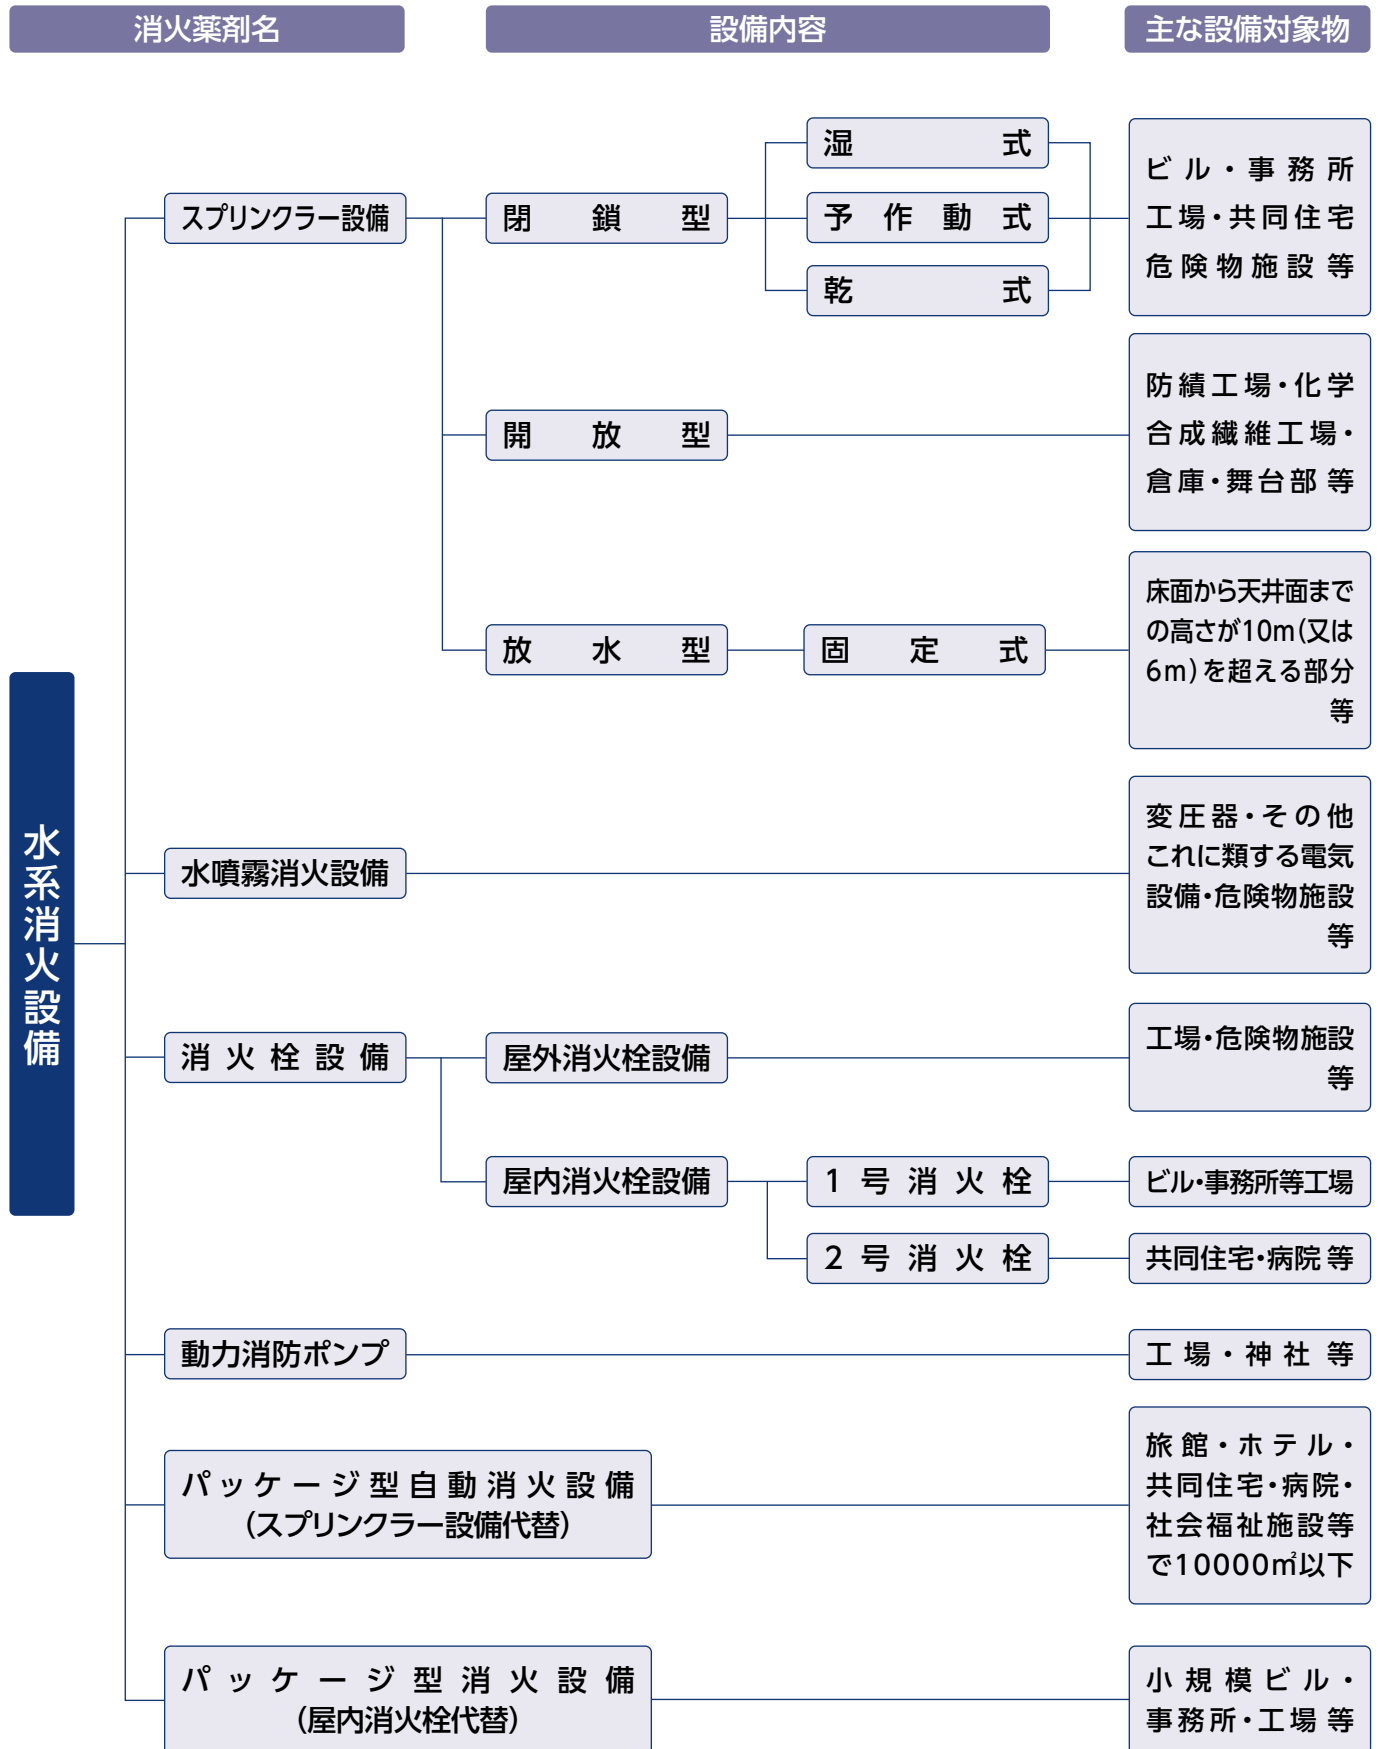 消火薬剤名
設備内容
主な設備対象物
水系消火設備
スプリンクラー設備
閉鎖型
湿式
予作動式
乾式
ビル・事務所
工場・共同住宅
危険物施設等
開放型
防績工場・化学
合成繊維工場・
倉庫・舞台部等
放水型
固定式
床面から天井面まで
の高さが10m(又は
6m)を超える部分
等
水噴霧消火設備
変圧器・その他
これに類する電気
設備・危険物施設
等
消火栓設備
屋外消火栓設備
工場・危険物施設
等
屋内消火栓設備
1号消火栓
ビル・事務所等工場
2号消火栓
共同住宅・病院等
動力消防ポンプ
工場・神社等
パッケージ型自動消火設備
(スプリンクラー設備代替)
旅館・ホテル・
共同住宅・病院・
社会福祉施設等
で10000㎡以下
パッケージ型消火設備
(屋内消火栓代替)
小規模ビル・
事務所・工場等